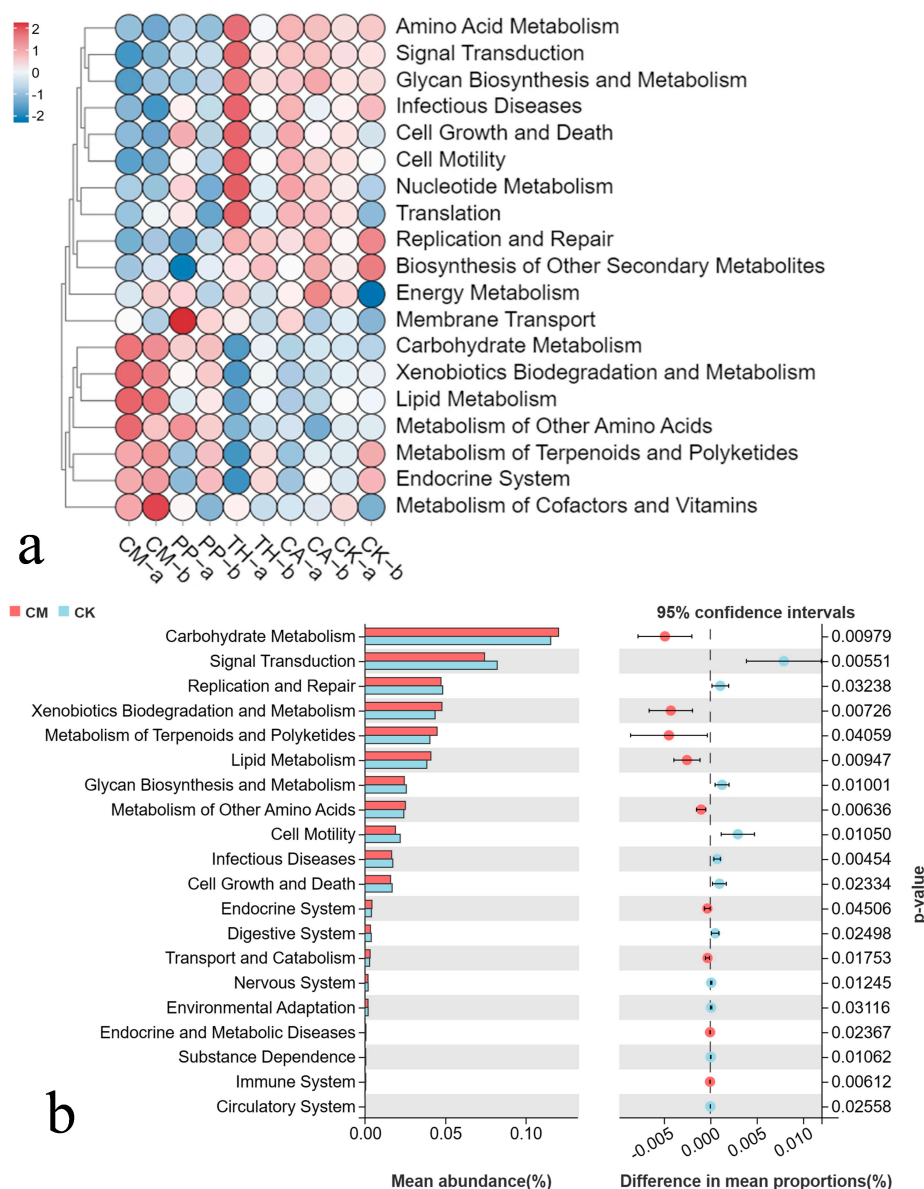 2
1
0
-1
-2
Amino Acid Metabolism
Signal Transduction
Glycan Biosynthesis and Metabolism
Infectious Diseases
Cell Growth and Death
Cell Motility
Nucleotide Metabolism
Translation
Replication and Repair
Biosynthesis of Other Secondary Metabolites
Energy Metabolism
Membrane Transport
Carbohydrate Metabolism
Xenobiotics Biodegradation and Metabolism
Lipid Metabolism
Metabolism of Other Amino Acids
Metabolism of Terpenoids and Polyketides
Endocrine System
Metabolism of Cofactors and Vitamins
CM-a CM-b PP-a PP-b TH-a TH-b CA-a CA-b CK-a CK-b
a
CM CK
95% confidence intervals
Carbohydrate Metabolism 0.00979
Signal Transduction 0.00551
Replication and Repair 0.03238
Xenobiotics Biodegradation and Metabolism 0.00726
Metabolism of Terpenoids and Polyketides 0.04059
Lipid Metabolism 0.00947
Glycan Biosynthesis and Metabolism 0.01001
Metabolism of Other Amino Acids 0.00636
Cell Motility 0.01050
Infectious Diseases 0.00454
Cell Growth and Death 0.02334
Endocrine System 0.04506
Digestive System 0.02498
Transport and Catabolism 0.01753
Nervous System 0.01245
Environmental Adaptation 0.03116
Endocrine and Metabolic Diseases 0.02367
Substance Dependence 0.01062
Immune System 0.00612
Circulatory System 0.02558
p-value
b
0.00 0.05 0.10 -0.005 0.000 0.005 0.010
Mean abundance(%) Difference in mean proportions(%)